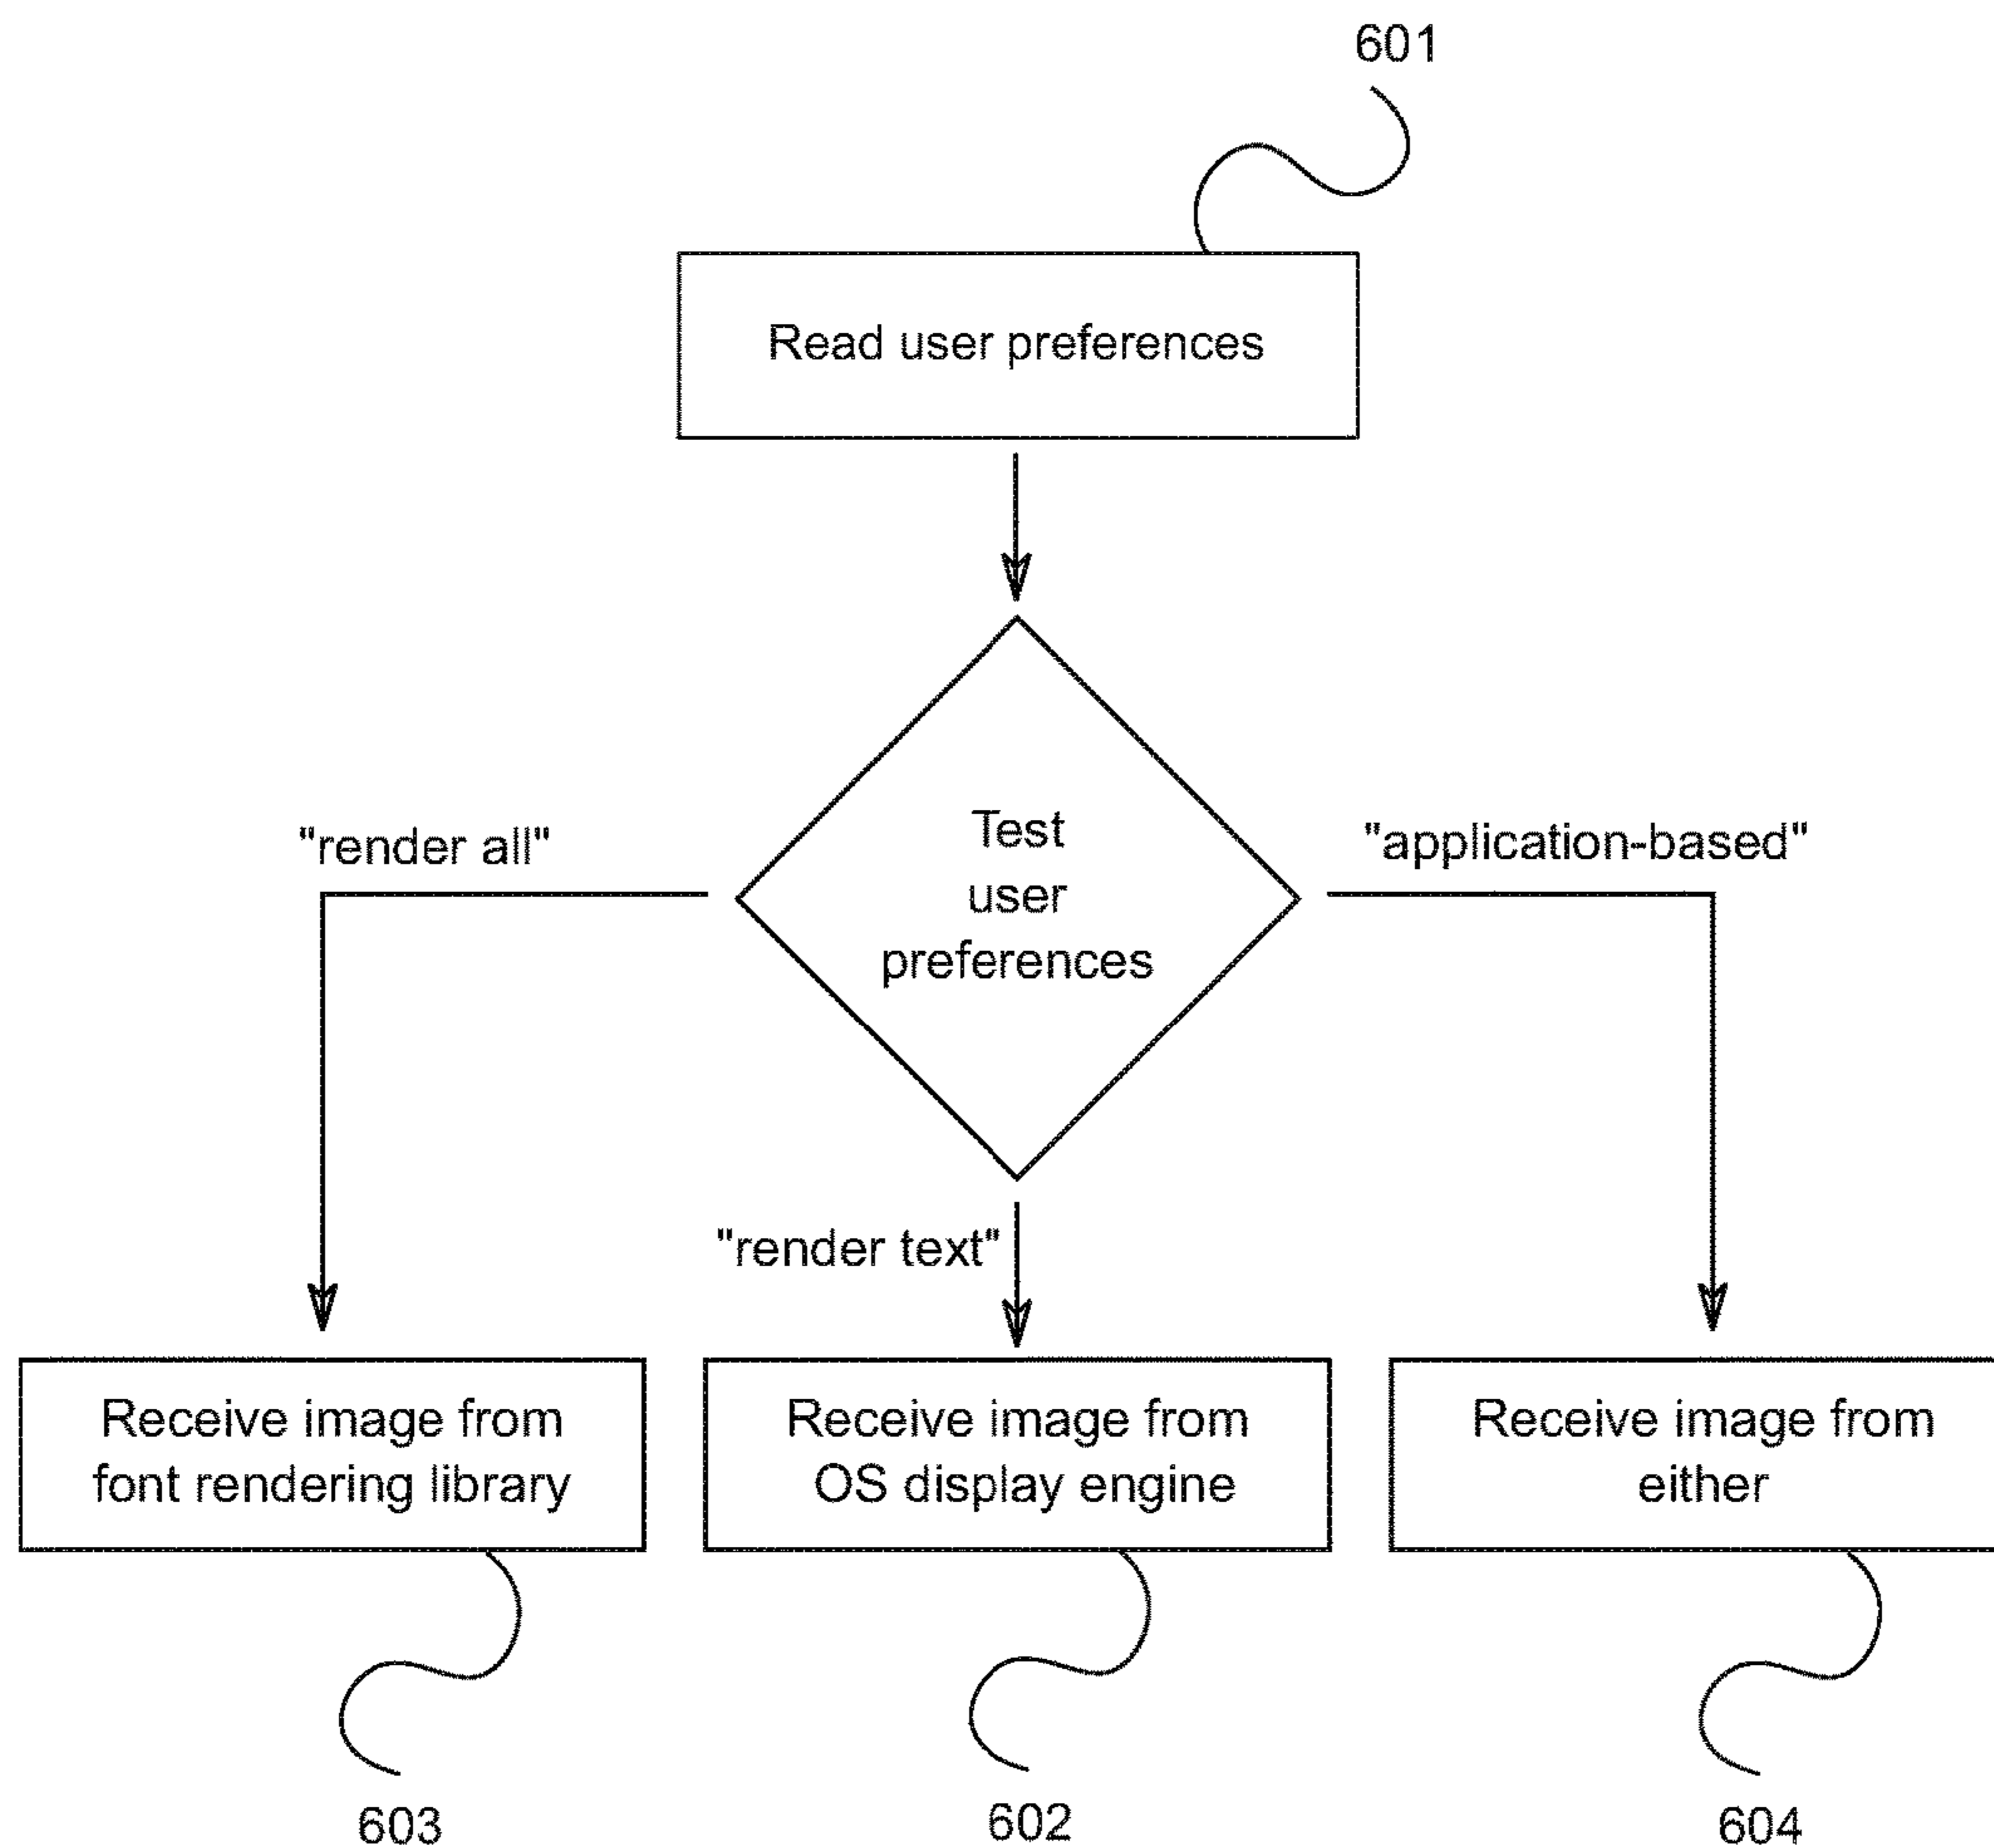 601
Read user preferences
Test
user
preferences
"render all"
"application-based"
"render text"
Receive image from
font rendering library
Receive image from
OS display engine
Receive image from
either
603
602
604